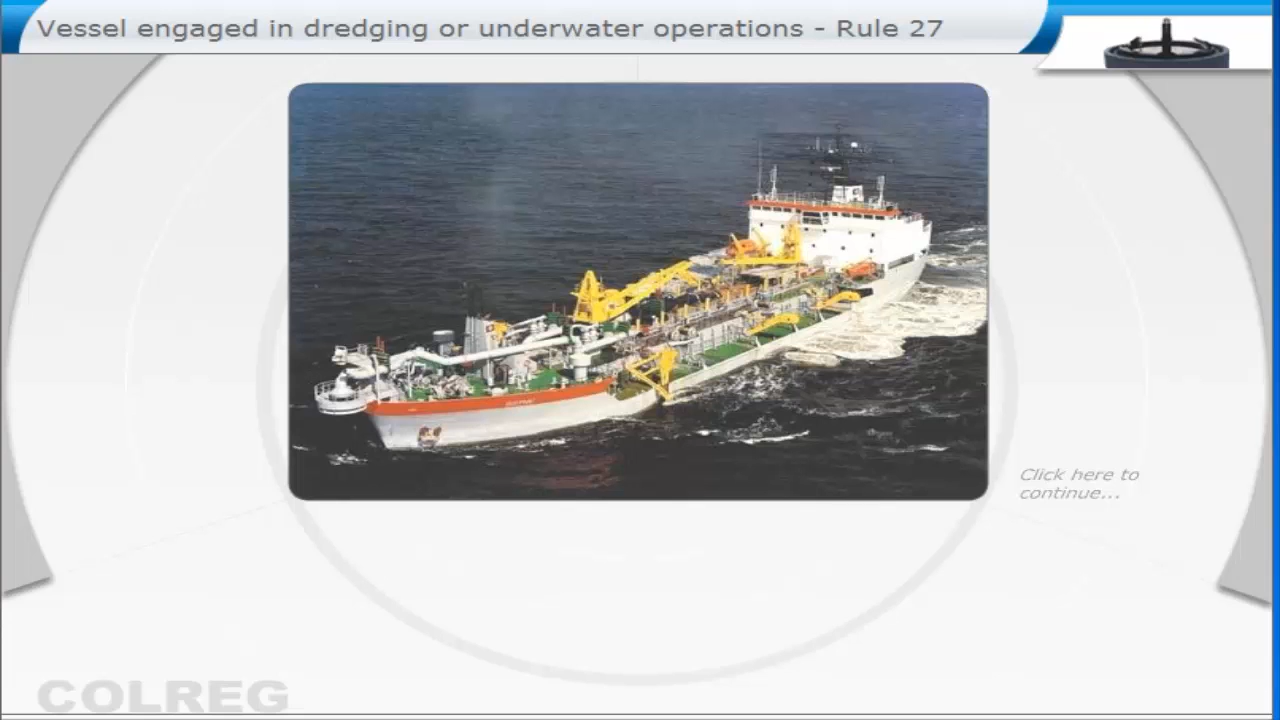 Vessel engaged in dredging or underwater operations - Rule 27
Click here to
continue...
COLREG